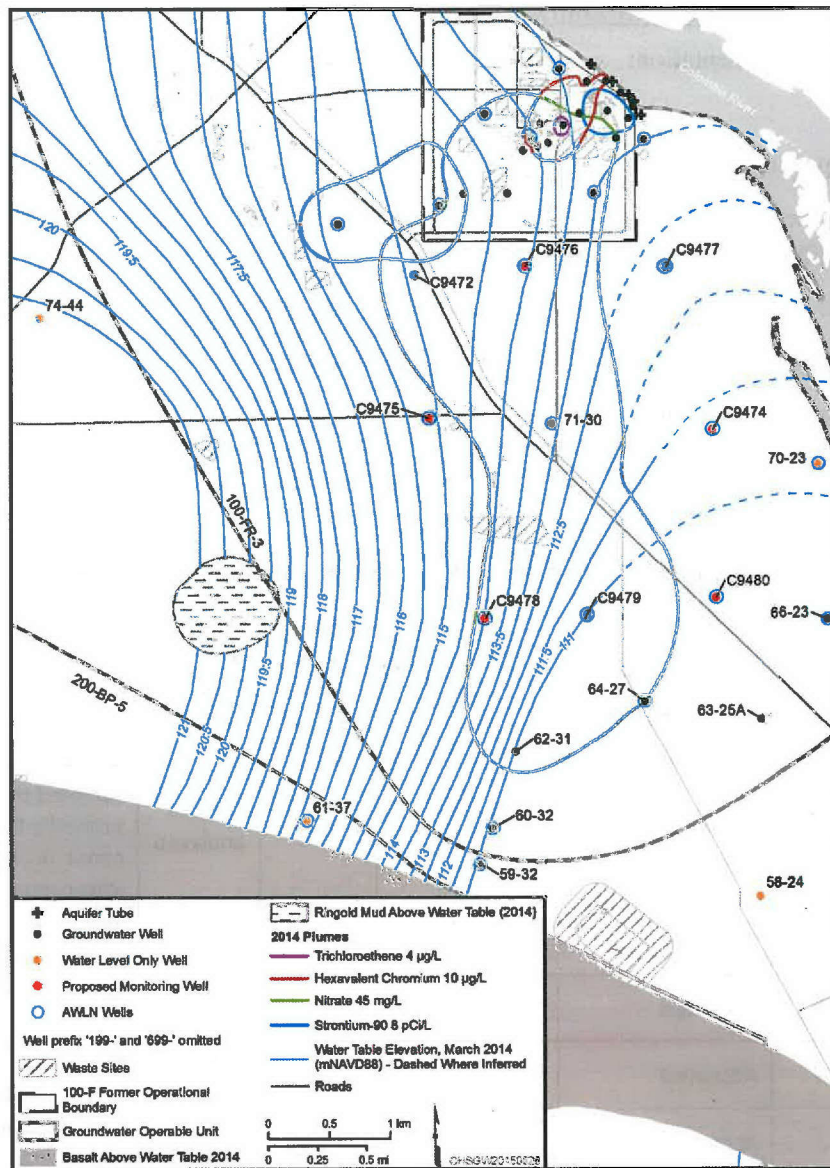 Columbia River
120
119.5
117.5
C9476
C9477
C9472
74-44
C9475
71-30
C9474
70-23
100-FR-3
112.5
119
118
117
116
115
C9478
113.5
C9479
111
111.5
C9480
66-23
119.5
200-BP-5
64-27
63-25A
121
120.5
120
62-31
61-37
60-32
114
113
112
59-32
58-24
Aquifer Tube
Groundwater Well
Water Level Only Well
Proposed Monitoring Well
AWLN Wells
Well prefix '199-' and '699-' omitted
Waste Sites
100-F Former Operational
Boundary
Groundwater Operable Unit
Basalt Above Water Table 2014
Ringold Mud Above Water Table (2014)
2014 Plumes
Trichloroethene 4 µg/L
Hexavalent Chromium 10 µg/L
Nitrate 45 mg/L
Strontium-90 8 pCi/L
Water Table Elevation, March 2014
(mNAVD88) - Dashed Where Inferred
Roads
0 0.5 1 km
0 0.25 0.5 mi